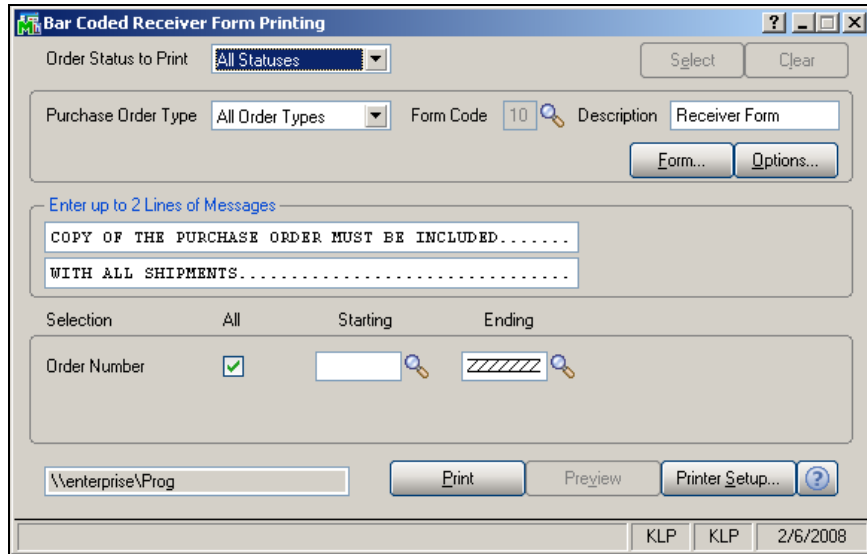 Bar Coded Receiver Form Printing
Order Status to Print All Statuses Select Clear
Purchase Order Type All Order Types Form Code 10 Description Receiver Form
Form... Options...
Enter up to 2 Lines of Messages
COPY OF THE PURCHASE ORDER MUST BE INCLUDED.......
WITH ALL SHIPMENTS................................
Selection All Starting Ending
Order Number ZZZZZZZ
\\enterprise\Prog Print Preview Printer Setup...
KLP KLP 2/6/2008